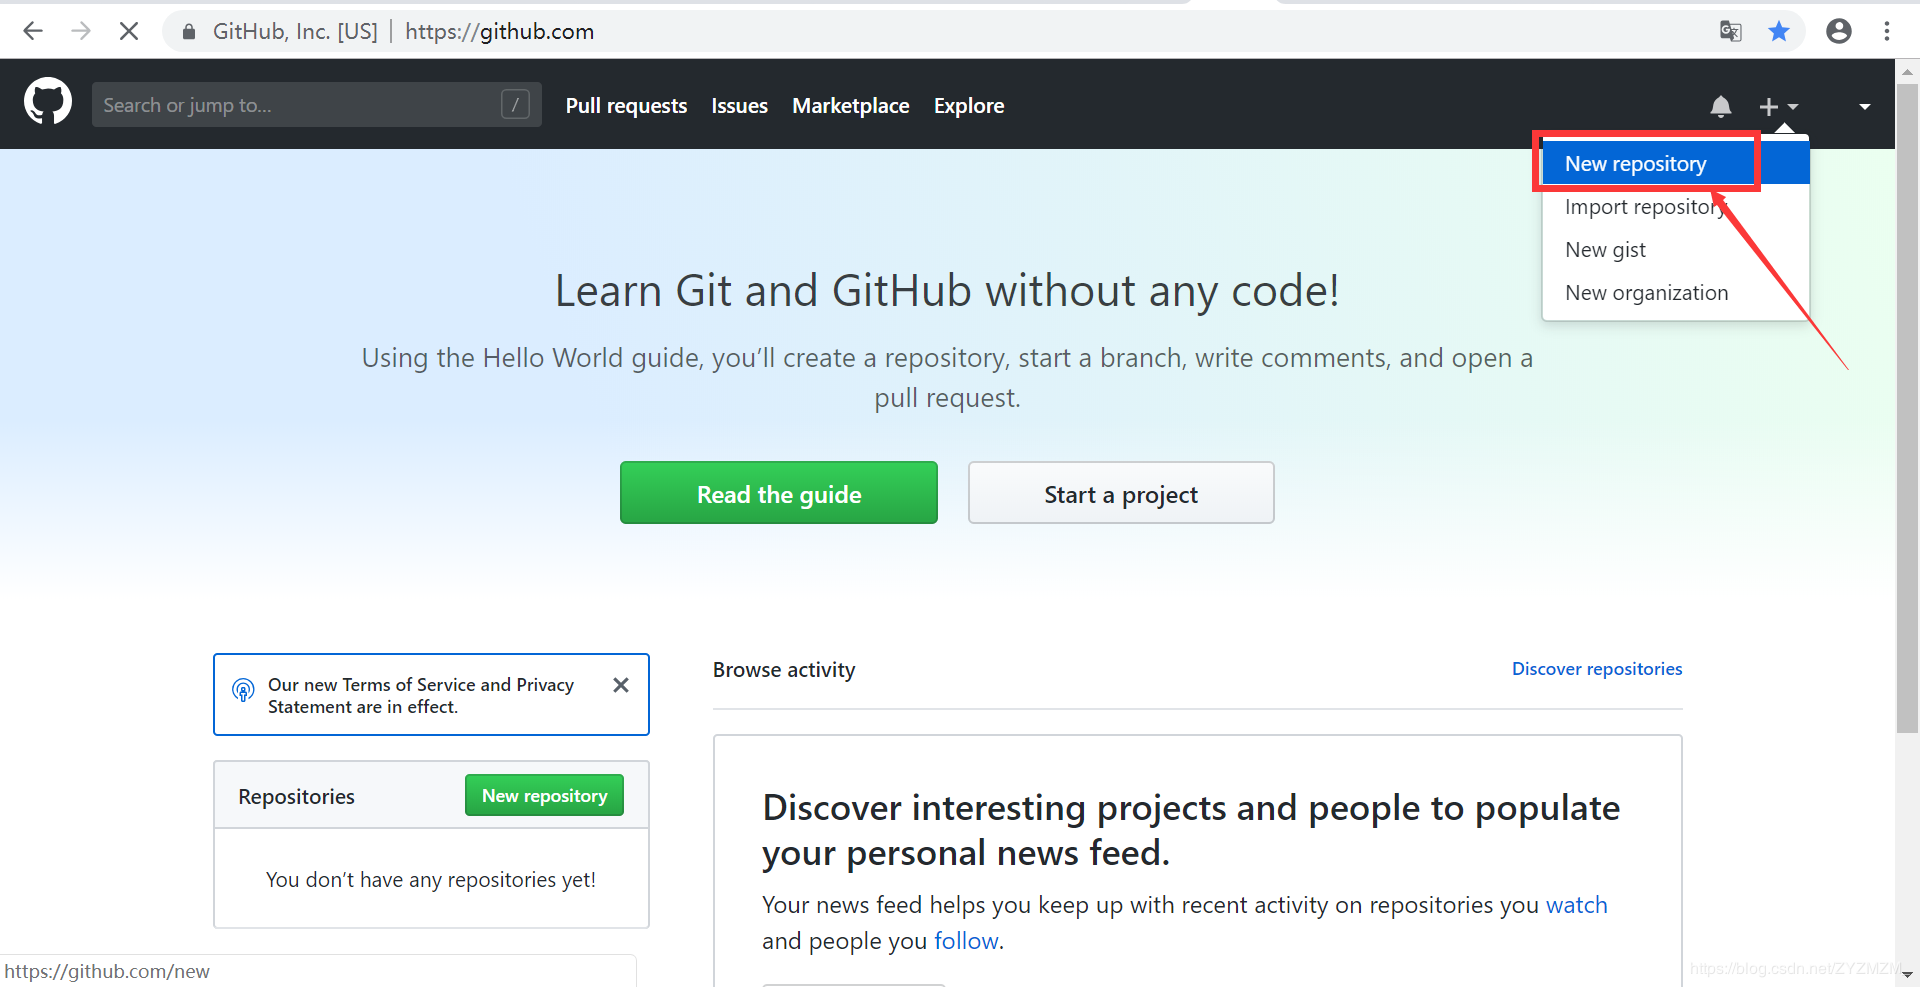 GitHub, Inc. [US] | https://github.com
Search or jump to... /
Pull requests Issues Marketplace Explore
New repository
Import repository
New gist
New organization
Learn Git and GitHub without any code!
Using the Hello World guide, you’ll create a repository, start a branch, write comments, and open a
pull request.
Read the guide Start a project
Our new Terms of Service and Privacy
Statement are in effect.
Browse activity Discover repositories
Repositories New repository
You don’t have any repositories yet!
Discover interesting projects and people to populate
your personal news feed.
Your news feed helps you keep up with recent activity on repositories you watch
and people you follow.
https://github.com/new
https://blog.csdn.net/ZYZMZM